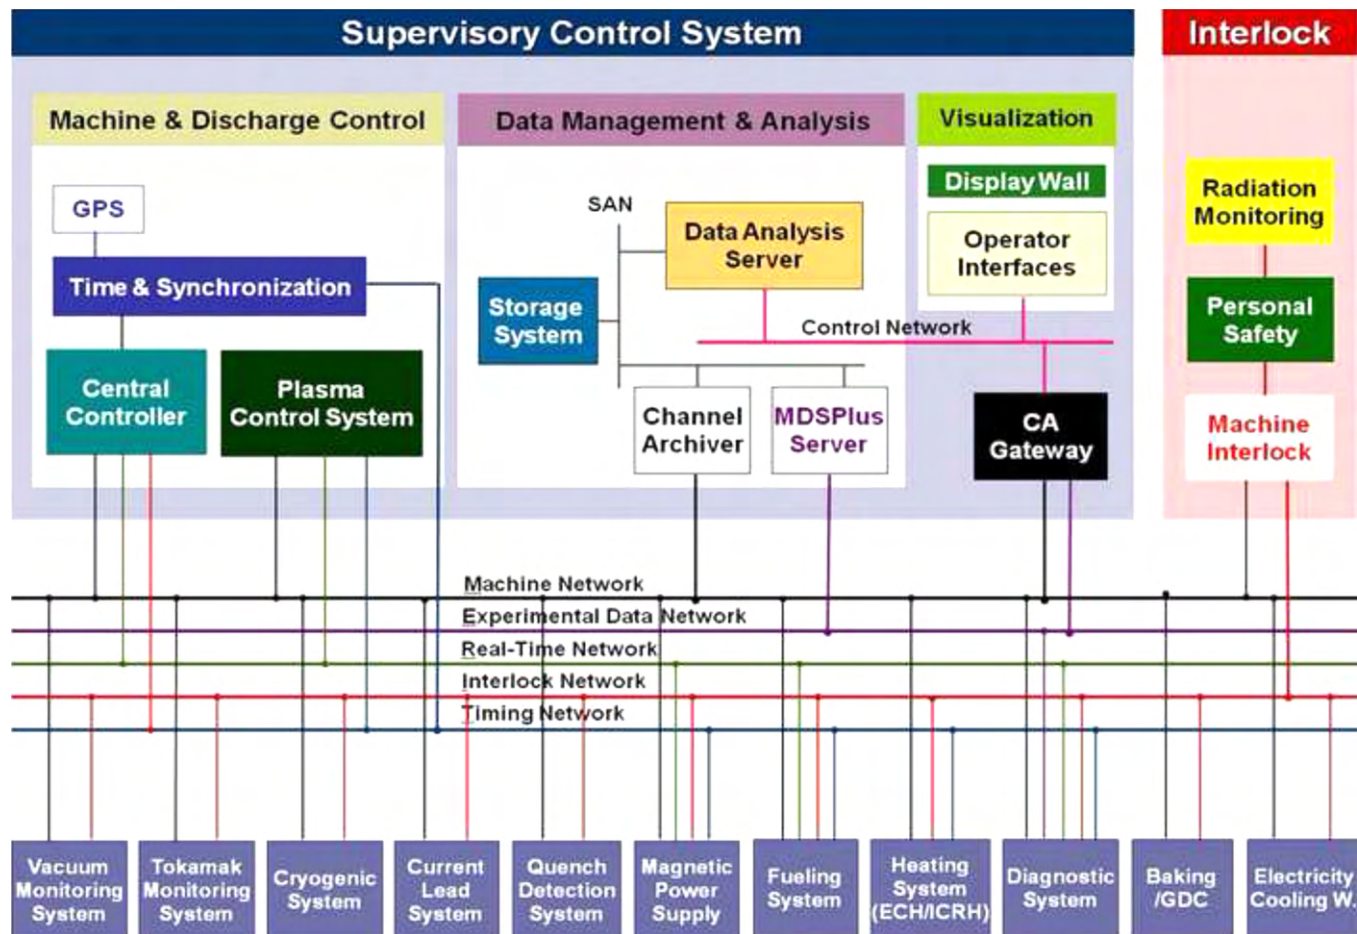 Supervisory Control System
Interlock
Machine & Discharge Control
Data Management & Analysis
Visualization
GPS
Time & Synchronization
Central
Controller
Plasma
Control System
SAN
Storage
System
Data Analysis
Server
Control Network
Channel
Archiver
MDSPlus
Server
Display Wall
Operator
Interfaces
CA
Gateway
Radiation
Monitoring
Personal
Safety
Machine
Interlock
Machine Network
Experimental Data Network
Real-Time Network
Interlock Network
Timing Network
Vacuum
Monitoring
System
Tokamak
Monitoring
System
Cryogenic
System
Current
Lead
System
Quench
Detection
System
Magnetic
Power
Supply
Fueling
System
Heating
System
(ECH/ICRH)
Diagnostic
System
Baking
/GDC
Electricity
Cooling W.